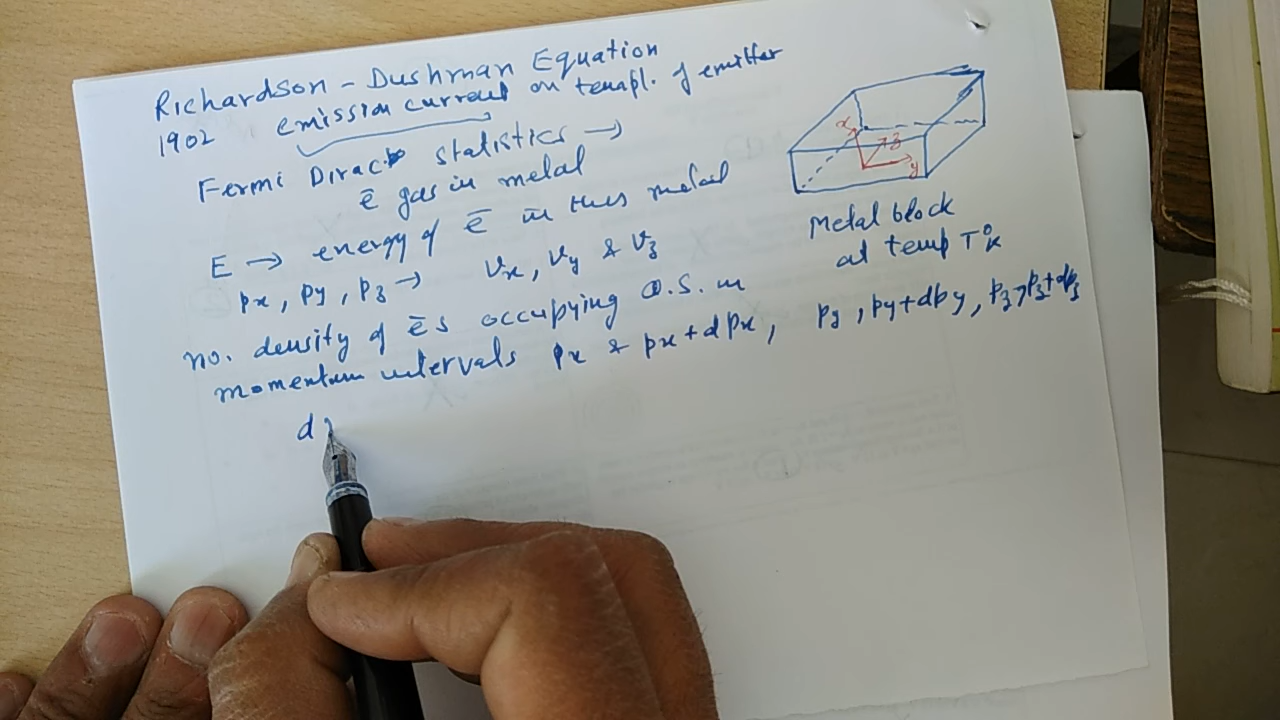 Richardson - Dushman Equation
1902 emission current on templ. of emitter
Fermi Dirac statistics →
ē gas in metal
E → energy of ē in this metal
px, py, pz → vx, vy & vz
no. density of ēs occupying Q.S. in
momentum intervals px & px+dpx, py, py+dpy, pz, pz+dpz
d
x
z
y
Metal block
at temp T°K